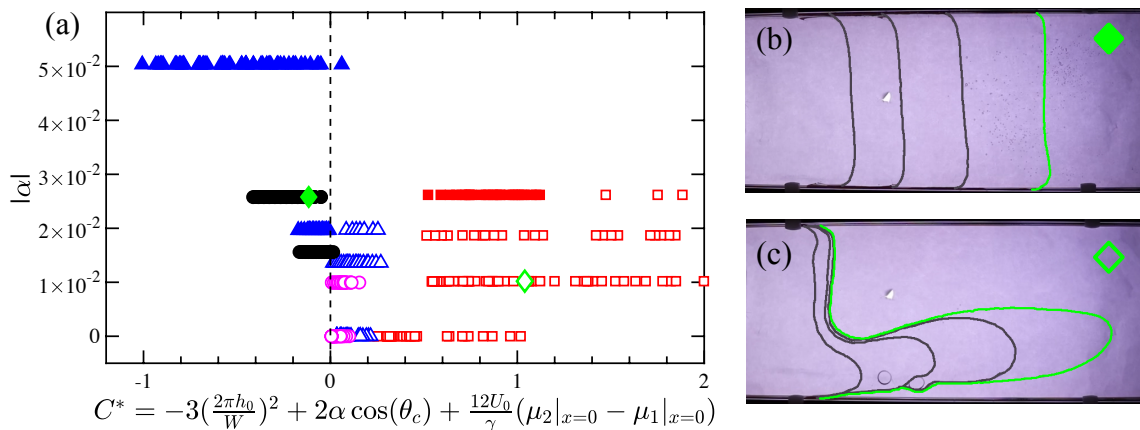 (a)
(b)
(c)
|α|
5×10⁻²
4×10⁻²
3×10⁻²
2×10⁻²
1×10⁻²
0
-1 0 1 2
C* = −3(2πh₀/W)² + 2α cos(θ_c) + 12U₀/γ (μ₂|ₓ₌₀ − μ₁|ₓ₌₀)